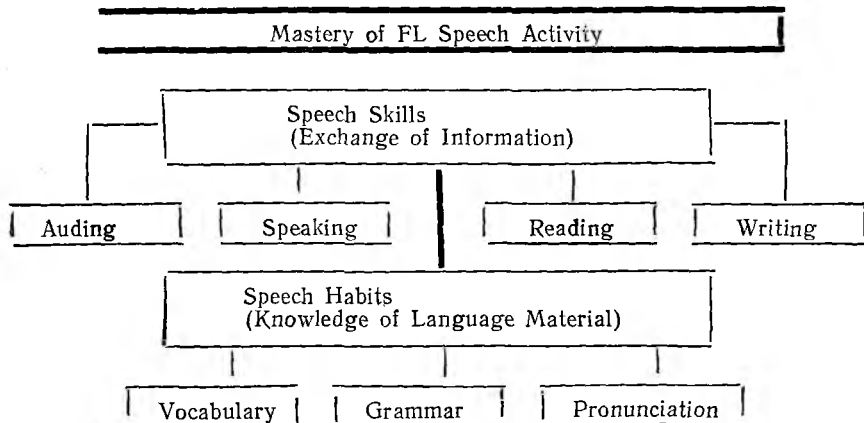 Mastery of FL Speech Activity
Speech Skills
(Exchange of Information)
Auding
Speaking
Reading
Writing
Speech Habits
(Knowledge of Language Material)
Vocabulary
Grammar
Pronunciation